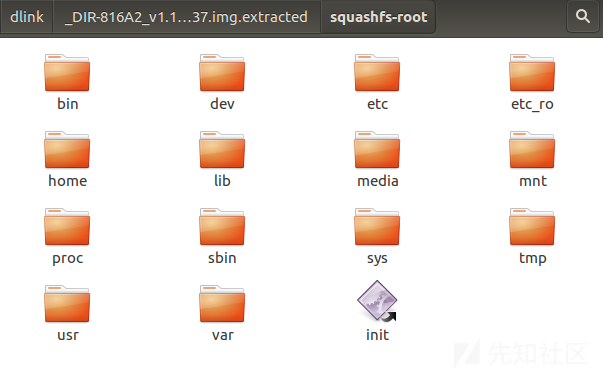 dlink _DIR-816A2_v1.1…37.img.extracted squashfs-root
bin dev etc etc_ro
home lib media mnt
proc sbin sys tmp
usr var init
先知社区